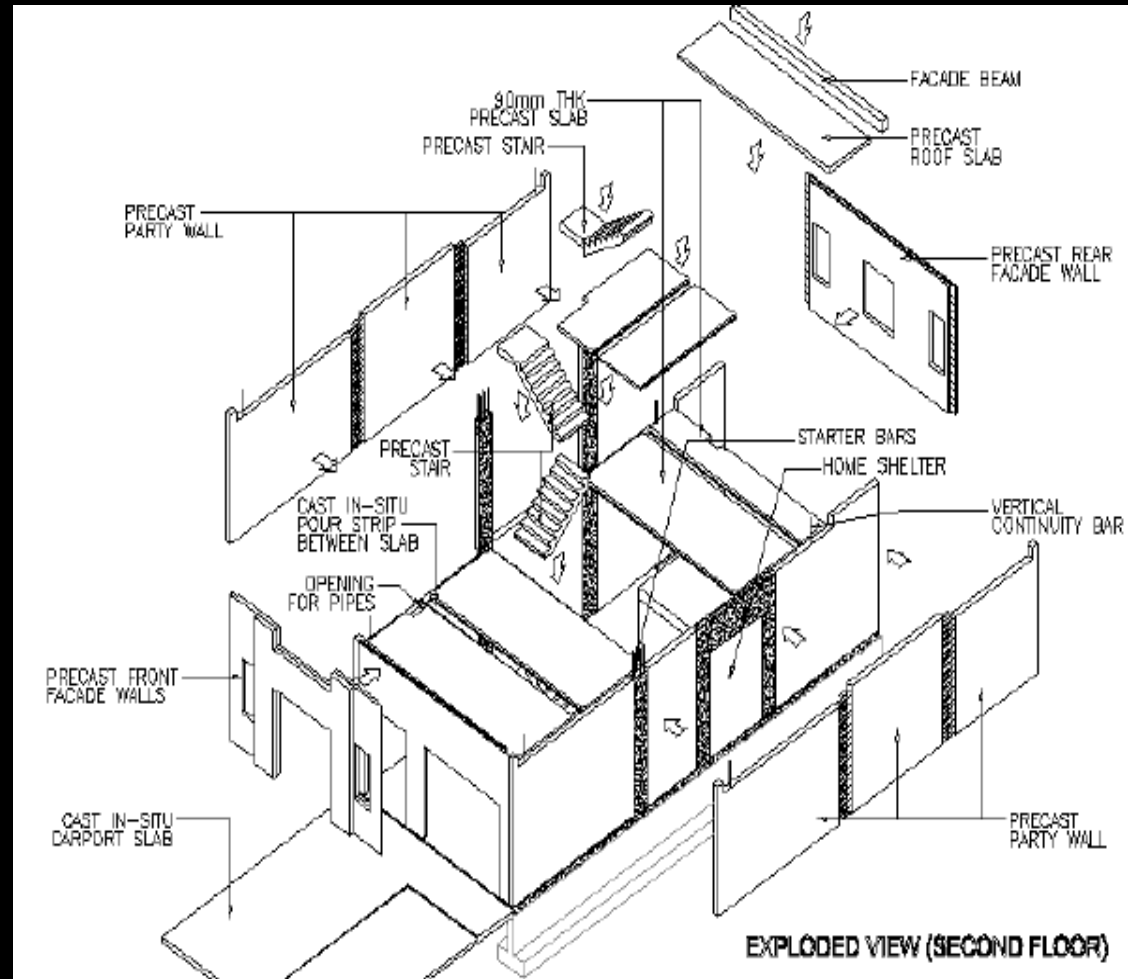 FACADE BEAM
90mm THK
PRECAST SLAB
PRECAST
ROOF SLAB
PRECAST STAIR
PRECAST
PARTY WALL
PRECAST REAR
FACADE WALL
STARTER BARS
HOME SHELTER
PRECAST
STAIR
CAST IN-SITU
POUR STRIP
BETWEEN SLAB
VERTICAL
CONTINUITY BAR
OPENING
FOR PIPES
PRECAST FRONT
FACADE WALLS
CAST IN-SITU
CARPORT SLAB
PRECAST
PARTY WALL
EXPLODED VIEW (SECOND FLOOR)